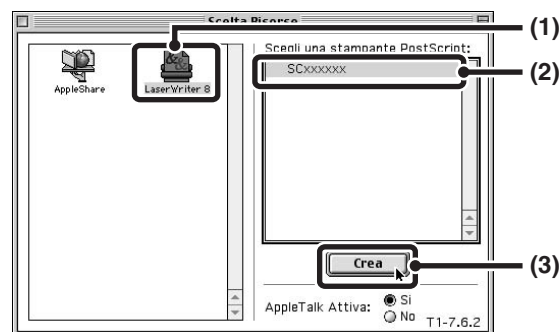 Scelta Risorse
(1)
Scegli una stampante PostScript:
SCxxxxxx
(2)
AppleShare
LaserWriter 8
Crea
(3)
AppleTalk Attiva:
Si
No
T1-7.6.2